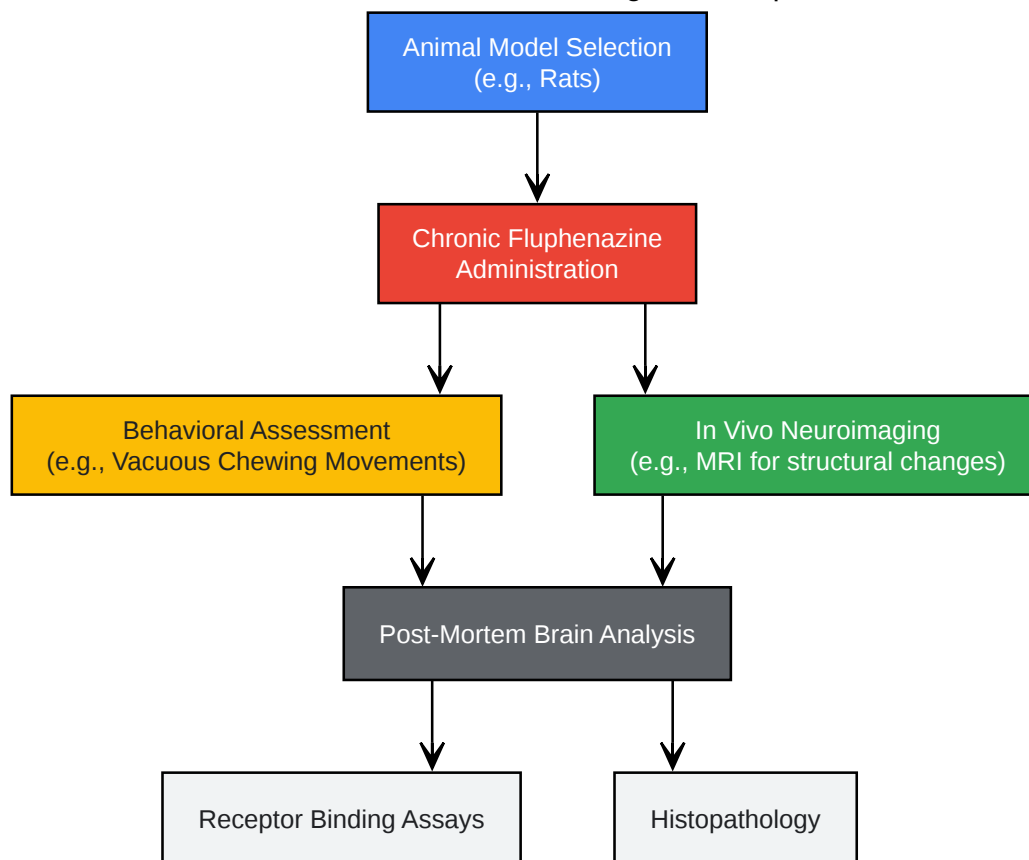 Animal Model Selection
(e.g., Rats)
Chronic Fluphenazine
Administration
Behavioral Assessment
(e.g., Vacuous Chewing Movements)
In Vivo Neuroimaging
(e.g., MRI for structural changes)
Post-Mortem Brain Analysis
Receptor Binding Assays
Histopathology